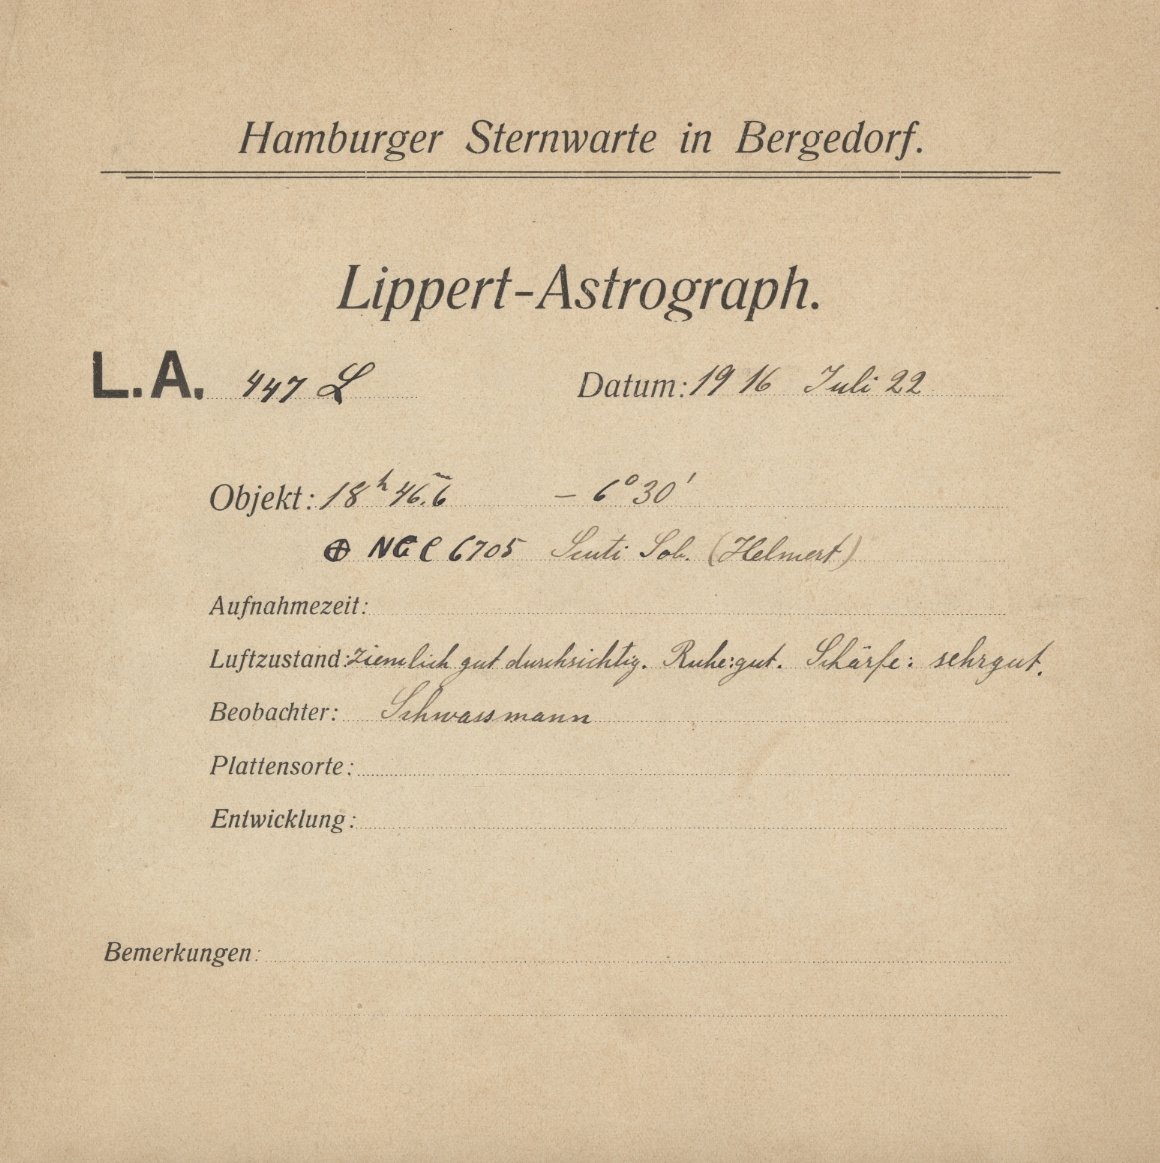 Hamburger Sternwarte in Bergedorf.
Lippert-Astrograph.
L.A. 447 L Datum: 1916 Juli 22
Objekt: 18ʰ 46.ᵐ6 – 6°30'
⊕ NGC 6705 Scuti Sob. (Helmert)
Aufnahmezeit:
Luftzustand: ziemlich gut durchsichtig. Ruhe: gut. Schärfe: sehr gut.
Beobachter: Schwassmann
Plattensorte:
Entwicklung:
Bemerkungen: